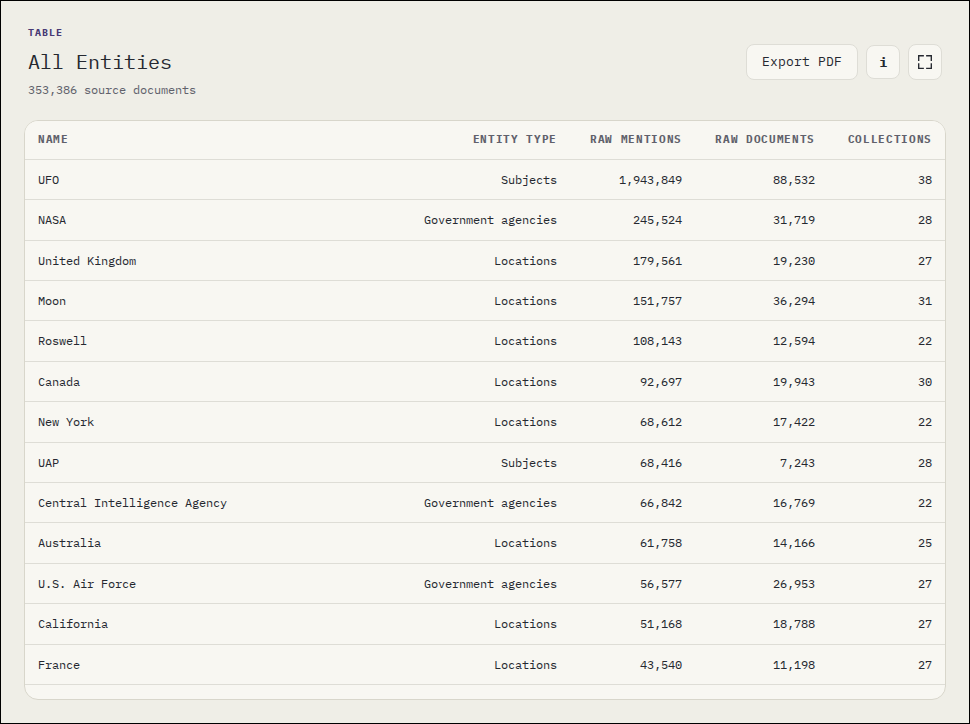 TABLE
All Entities
353,386 source documents
Export PDF
i
NAME ENTITY TYPE RAW MENTIONS RAW DOCUMENTS COLLECTIONS
UFO Subjects 1,943,849 88,532 38
NASA Government agencies 245,524 31,719 28
United Kingdom Locations 179,561 19,230 27
Moon Locations 151,757 36,294 31
Roswell Locations 108,143 12,594 22
Canada Locations 92,697 19,943 30
New York Locations 68,612 17,422 22
UAP Subjects 68,416 7,243 28
Central Intelligence Agency Government agencies 66,842 16,769 22
Australia Locations 61,758 14,166 25
U.S. Air Force Government agencies 56,577 26,953 27
California Locations 51,168 18,788 27
France Locations 43,540 11,198 27